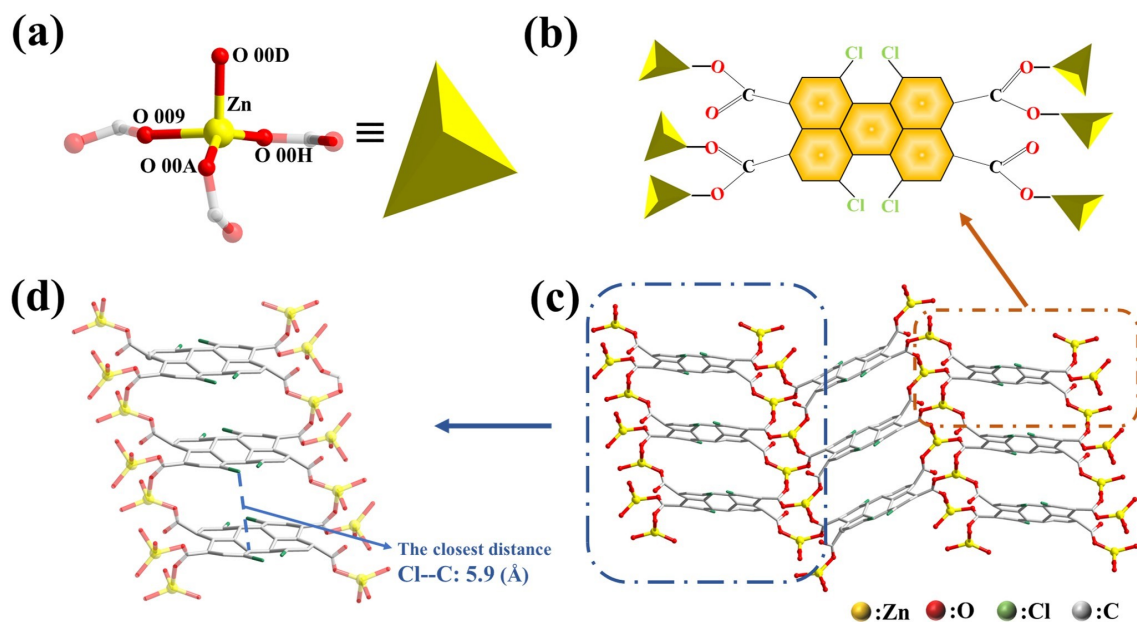 (a)
O 00D
Zn
O 009
O 00H
O 00A
≡
(b)
Cl Cl
O O
C C
O O
O O
C C
O O
Cl Cl
(d)
The closest distance
Cl--C: 5.9 (Å)
(c)
:Zn :O :Cl :C